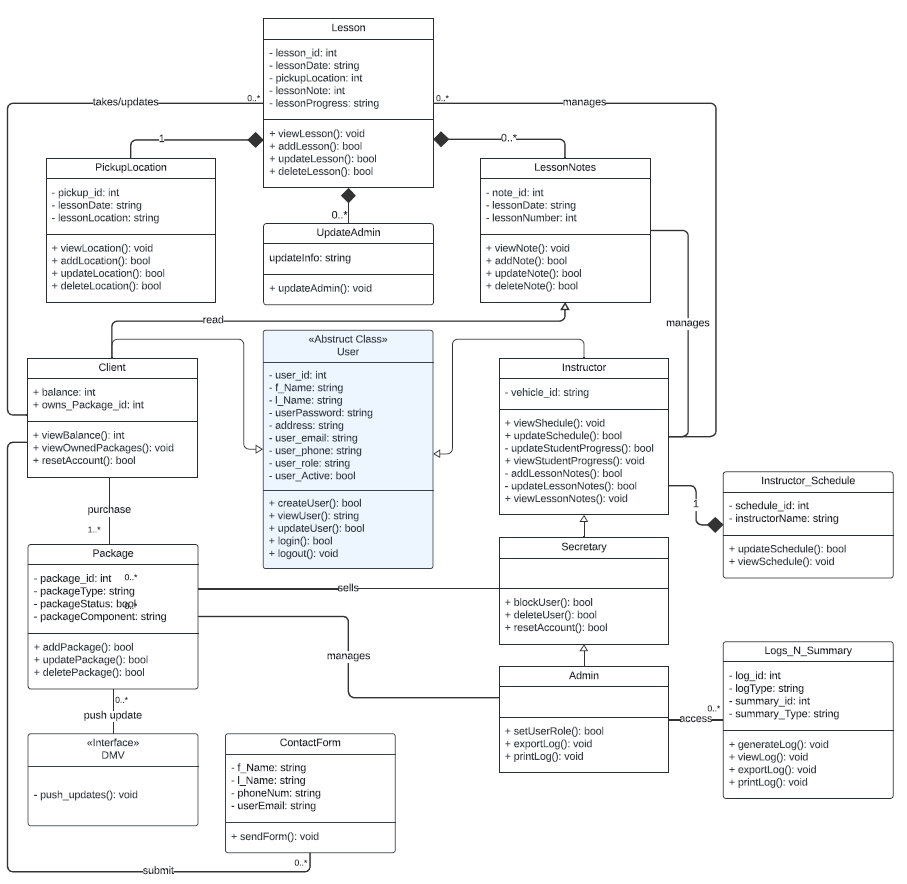 Lesson
- lesson_id: int
- lessonDate: string
- pickupLocation: int
- lessonNote: int
- lessonProgress: string
+ viewLesson(): void
+ addLesson(): bool
+ updateLesson(): bool
+ deleteLesson(): bool
takes/updates
0..*
0..*
manages
1
0..*
0..*
PickupLocation
- pickup_id: int
- lessonDate: string
- lessonLocation: string
+ viewLocation(): void
+ addLocation(): bool
+ updateLocation(): bool
+ deleteLocation(): bool
UpdateAdmin
updateInfo: string
+ updateAdmin(): void
LessonNotes
- note_id: int
- lessonDate: string
- lessonNumber: int
+ viewNote(): void
+ addNote(): bool
+ updateNote(): bool
+ deleteNote(): bool
read
manages
Client
+ balance: int
+ owns_Package_id: int
+ viewBalance(): int
+ viewOwnedPackages(): void
+ resetAccount(): bool
«Abstract Class»
User
- user_id: int
- f_Name: string
- l_Name: string
- userPassword: string
- address: string
- user_email: string
- user_phone: string
- user_role: string
- user_Active: bool
+ createUser(): bool
+ viewUser(): string
+ updateUser(): bool
+ login(): bool
+ logout(): void
Instructor
- vehicle_id: string
+ viewShedule(): void
+ updateSchedule(): bool
- updateStudentProgress(): bool
+ viewStudentProgress(): void
- addLessonNotes(): bool
- updateLessonNotes(): bool
+ viewLessonNotes(): void
1
Instructor_Schedule
- schedule_id: int
- instructorName: string
+ updateSchedule(): bool
+ viewSchedule(): void
purchase
1..*
Package
- package_id: int
0..*
- packageType: string
- packageStatus: bool
0..*
- packageComponent: string
+ addPackage(): bool
+ updatePackage(): bool
+ deletePackage(): bool
sells
manages
Secretary
+ blockUser(): bool
+ deleteUser(): bool
+ resetAccount(): bool
Admin
+ setUserRole(): bool
+ exportLog(): void
+ printLog(): void
access
0..*
Logs_N_Summary
- log_id: int
- logType: string
- summary_id: int
- summary_Type: string
+ generateLog(): void
+ viewLog(): void
+ exportLog(): void
+ printLog(): void
0..*
push update
«Interface»
DMV
- push_updates(): void
ContactForm
- f_Name: string
- l_Name: string
- phoneNum: string
- userEmail: string
+ sendForm(): void
0..*
submit